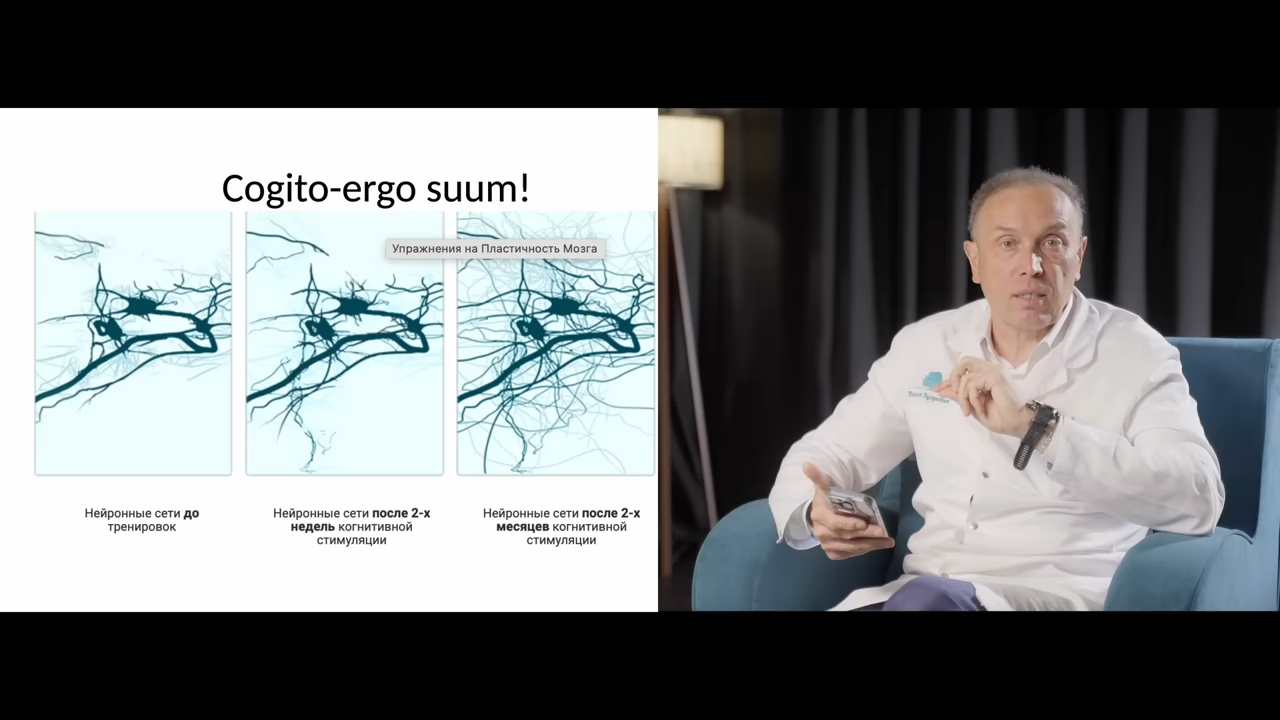 Cogito-ergo suum!
Упражнения на Пластичность Мозга
Нейронные сети до
тренировок
Нейронные сети после 2-х
недель когнитивной
стимуляции
Нейронные сети после 2-х
месяцев когнитивной
стимуляции